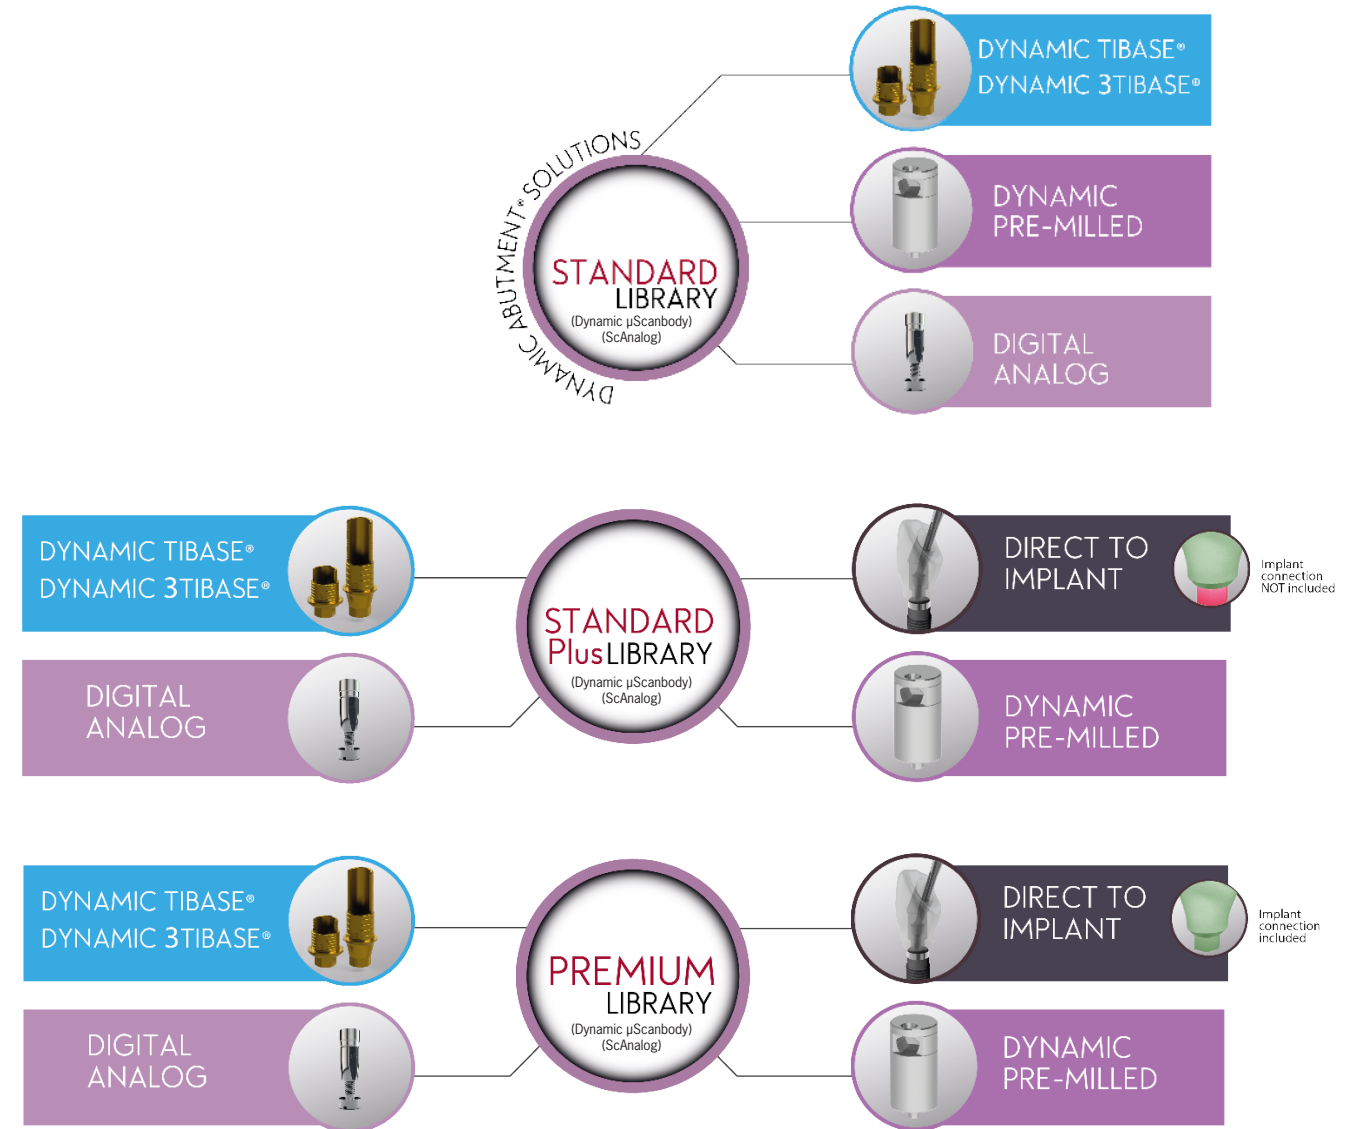 DYNAMIC ABUTMENT® SOLUTIONS
STANDARD
LIBRARY
(Dynamic µScanbody)
(ScAnalog)
DYNAMIC TIBASE®
DYNAMIC 3TIBASE®
DYNAMIC
PRE-MILLED
DIGITAL
ANALOG
DYNAMIC TIBASE®
DYNAMIC 3TIBASE®
DIGITAL
ANALOG
STANDARD
Plus LIBRARY
(Dynamic µScanbody)
(ScAnalog)
DIRECT TO
IMPLANT
Implant
connection
NOT included
DYNAMIC
PRE-MILLED
DYNAMIC TIBASE®
DYNAMIC 3TIBASE®
DIGITAL
ANALOG
PREMIUM
LIBRARY
(Dynamic µScanbody)
(ScAnalog)
DIRECT TO
IMPLANT
Implant
connection
included
DYNAMIC
PRE-MILLED